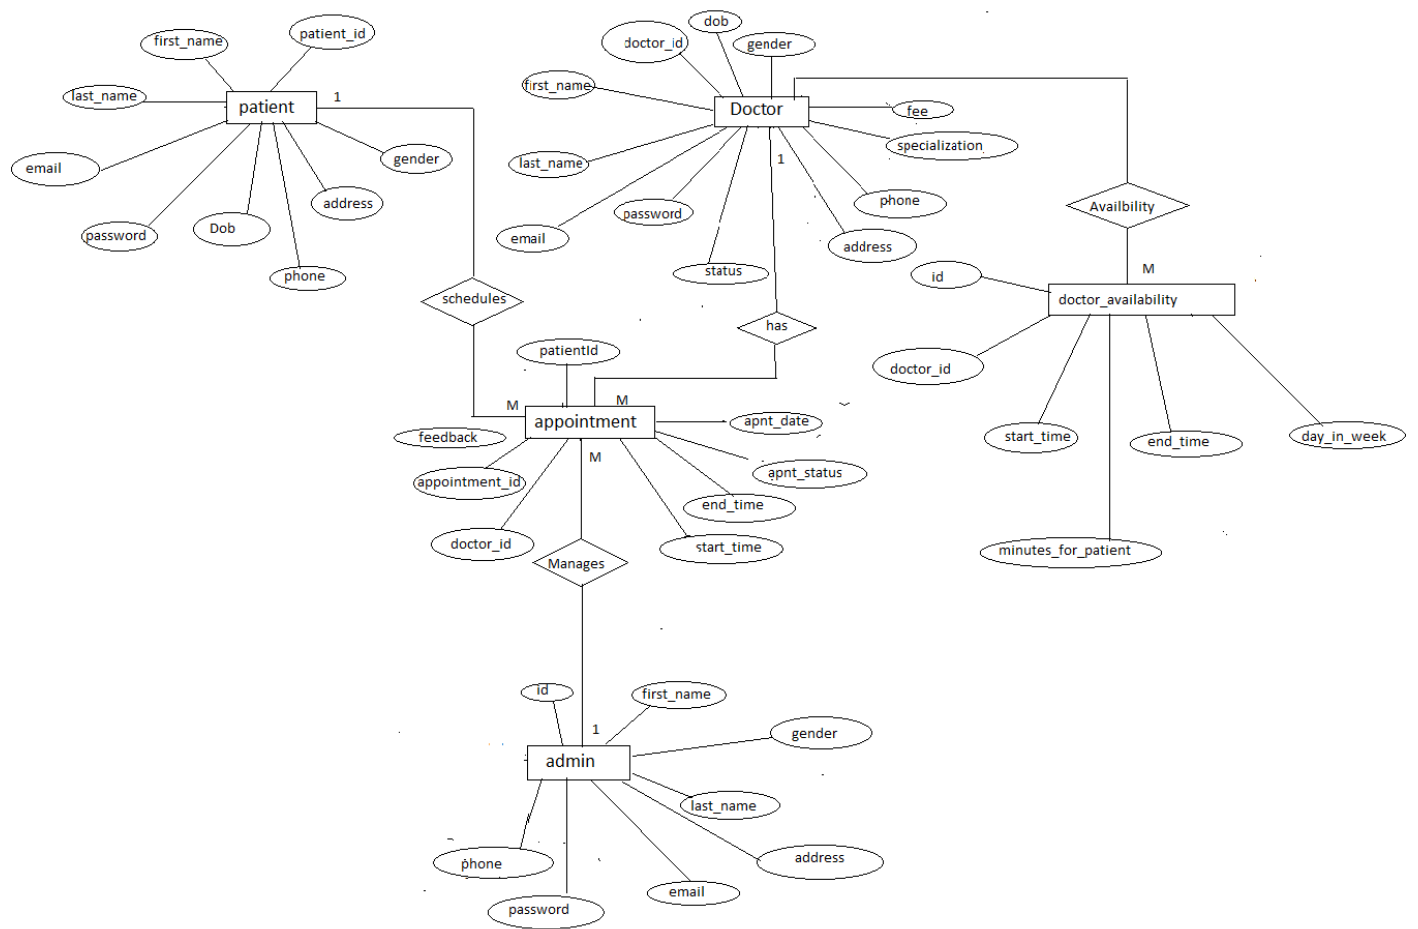 patient_id
first_name
last_name
patient
1
email
gender
address
password
Dob
phone
schedules
dob
doctor_id
gender
first_name
Doctor
fee
specialization
1
last_name
phone
password
email
address
status
has
Availbility
M
id
doctor_availability
doctor_id
start_time
end_time
day_in_week
minutes_for_patient
patientId
M
M
appointment
apnt_date
feedback
M
apnt_status
appointment_id
end_time
doctor_id
start_time
Manages
id
first_name
1
gender
admin
last_name
phone
address
email
password